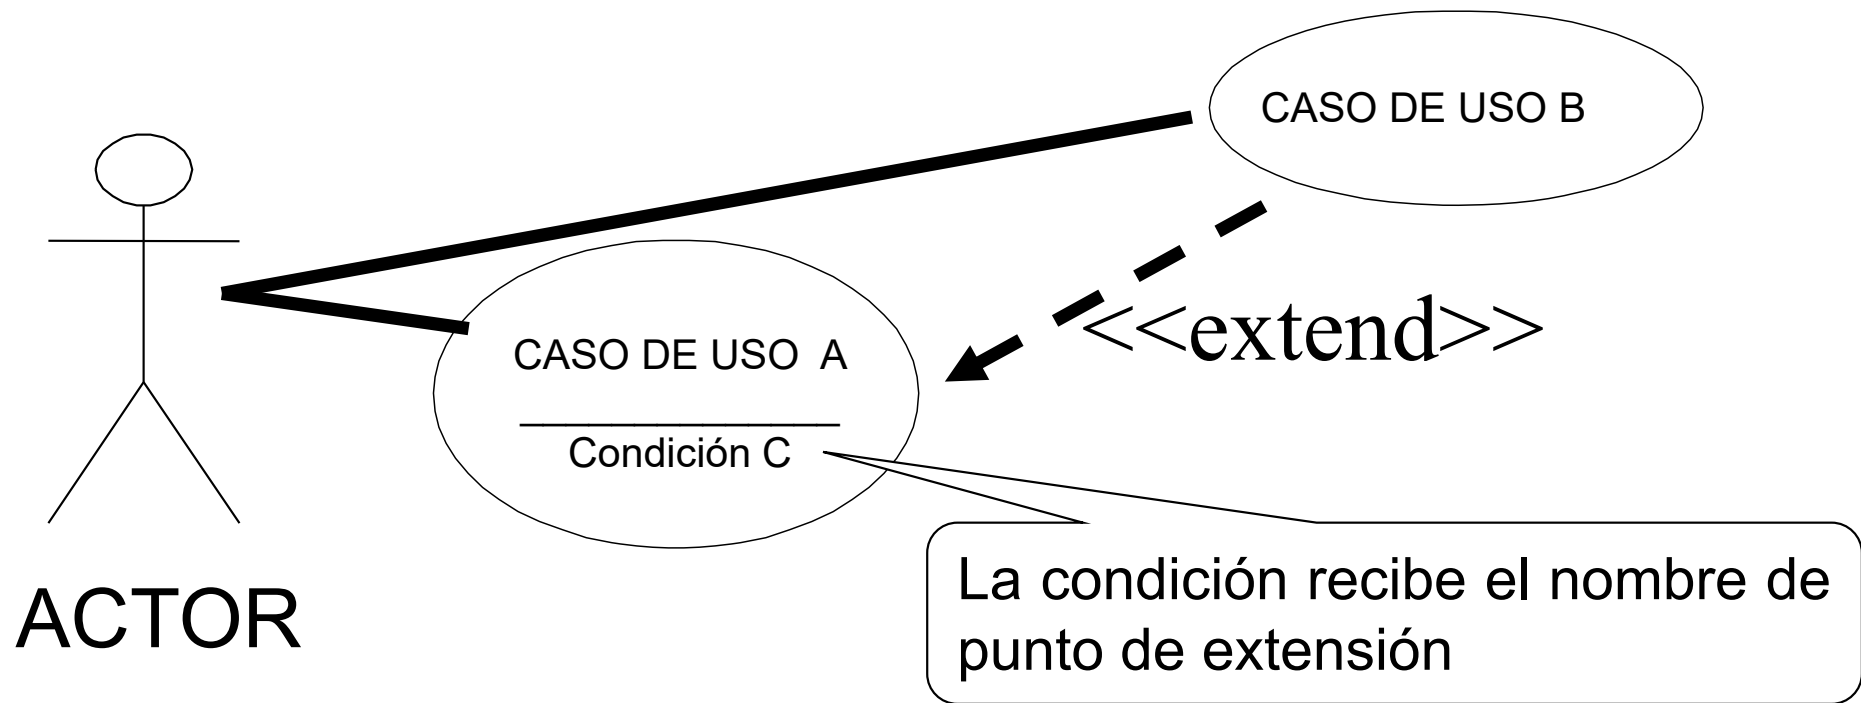 CASO DE USO B
<<extend>>
CASO DE USO A
Condición C
La condición recibe el nombre de
punto de extensión
ACTOR